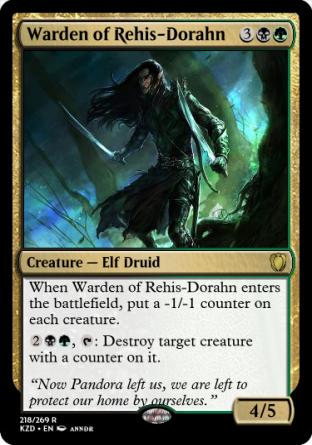 Warden of Rehis-Dorahn 3
Creature — Elf Druid
When Warden of Rehis-Dorahn enters
the battlefield, put a -1/-1 counter on
each creature.
2, : Destroy target creature
with a counter on it.
“Now Pandora left us, we are left to
protect our home by ourselves.”
218/269 R
KZD • EN ANNDR
4/5